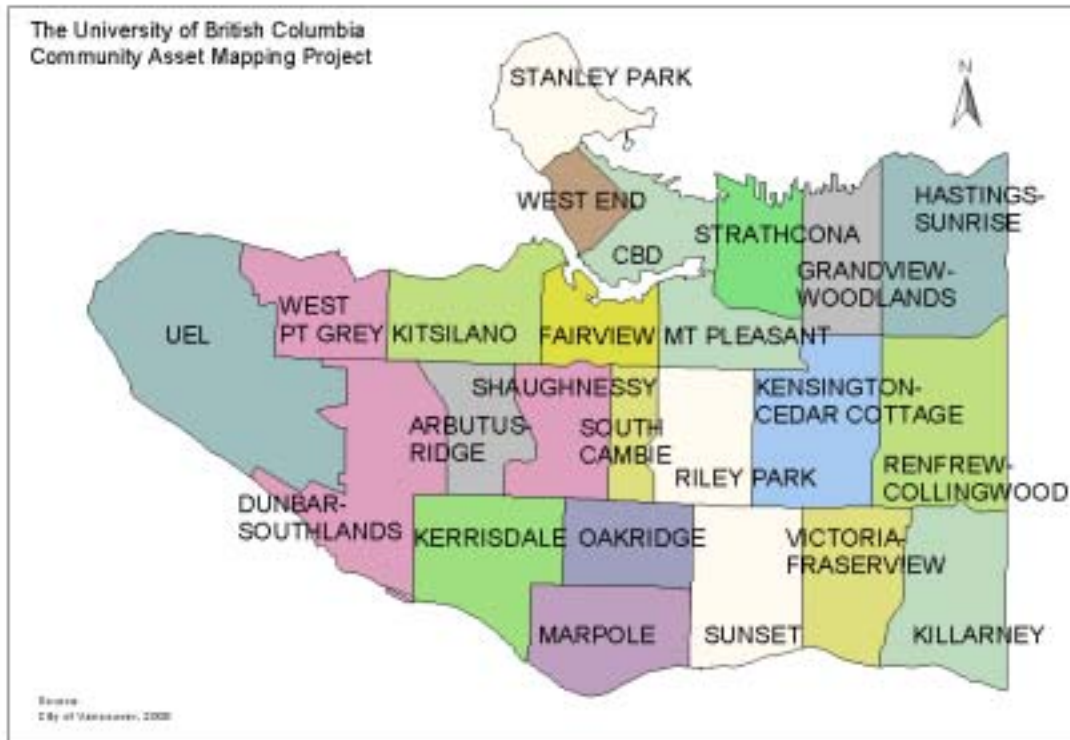 The University of British Columbia
Community Asset Mapping Project
N
STANLEY PARK
WEST END
CBD
STRATHCONA
HASTINGS-
SUNRISE
GRANDVIEW-
WOODLANDS
UEL
WEST
PT GREY
KITSILANO
FAIRVIEW
MT PLEASANT
SHAUGHNESSY
ARBUTUS-
RIDGE
SOUTH
CAMBIE
RILEY PARK
KENSINGTON-
CEDAR COTTAGE
RENFREW-
COLLINGWOOD
DUNBAR-
SOUTHLANDS
KERRISDALE
OAKRIDGE
VICTORIA-
FRASERVIEW
MARPOLE
SUNSET
KILLARNEY
City of Vancouver,